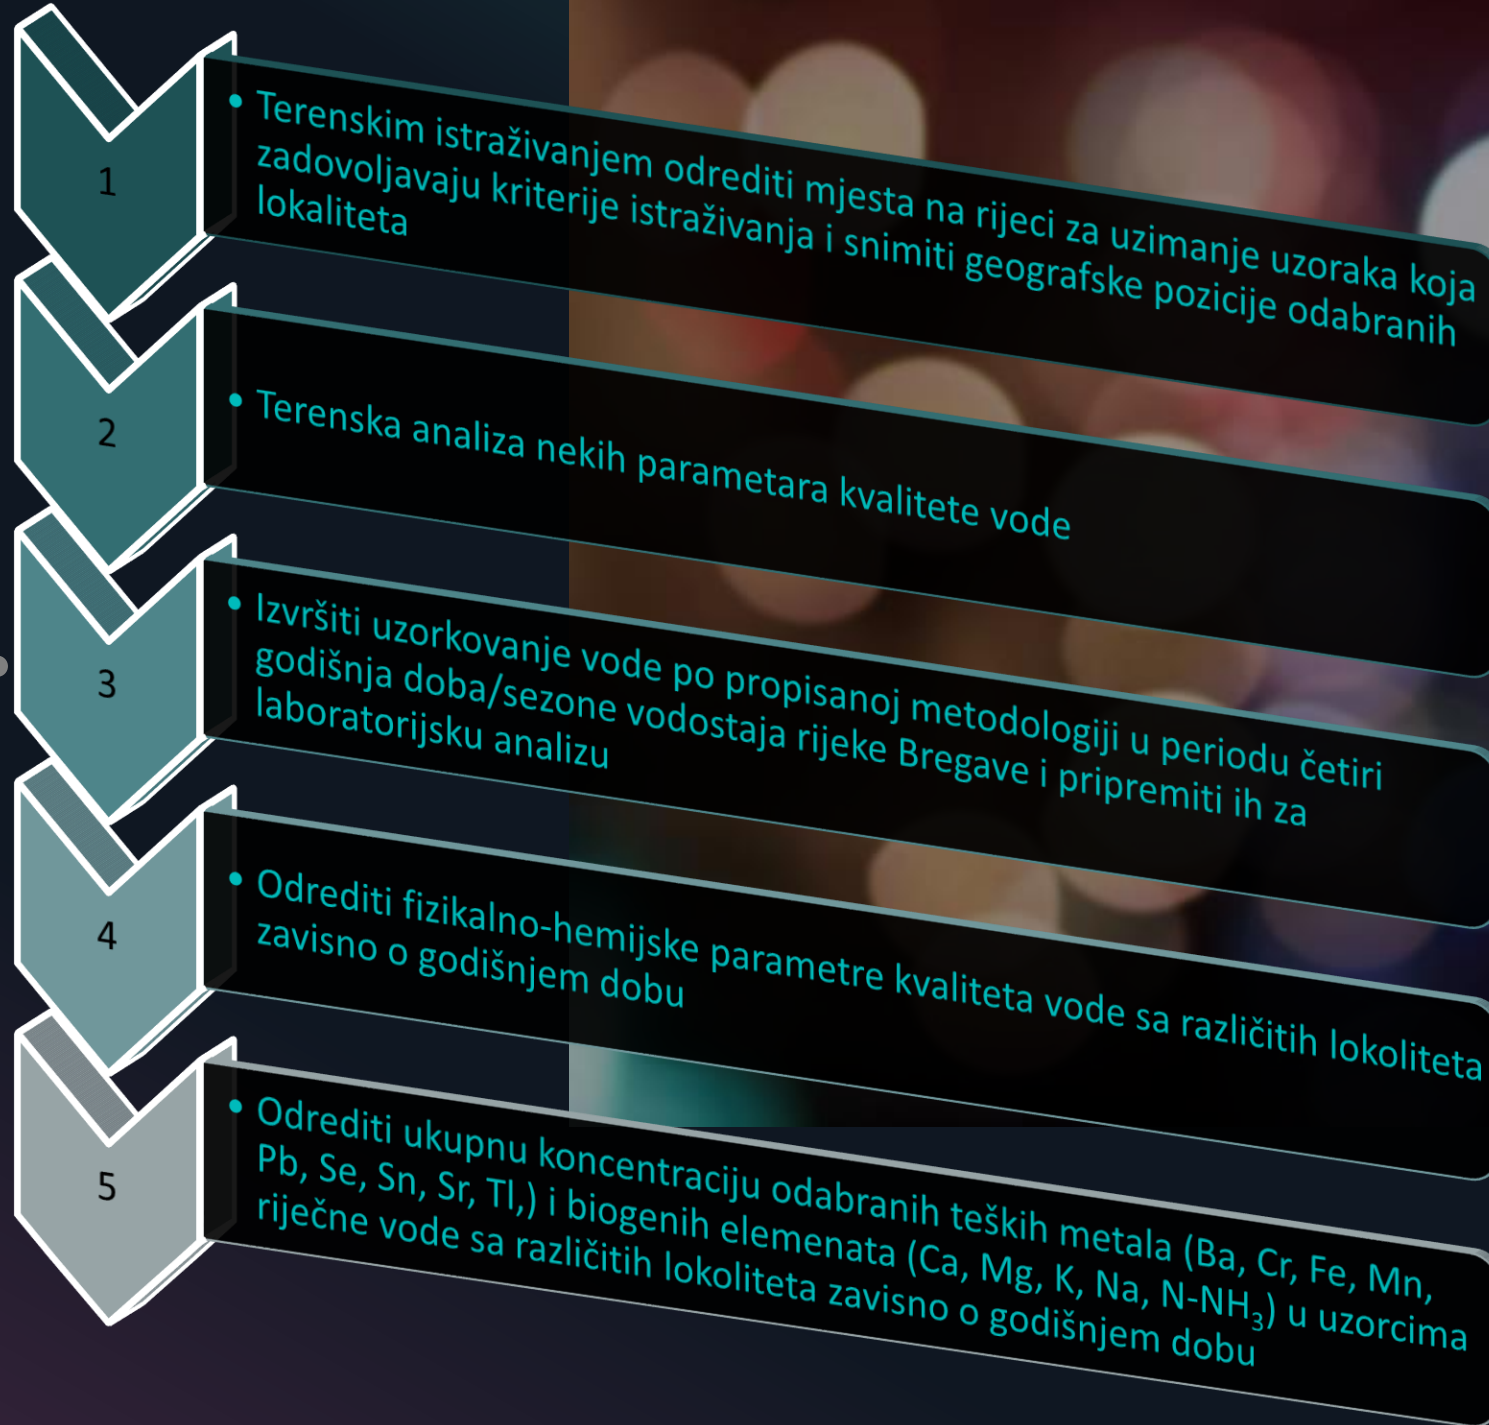 1
• Terenskim istraživanjem odrediti mjesta na rijeci za uzimanje uzoraka koja
zadovoljavaju kriterije istraživanja i snimiti geografske pozicije odabranih
lokaliteta
2
• Terenska analiza nekih parametara kvalitete vode
3
• Izvršiti uzorkovanje vode po propisanoj metodologiji u periodu četiri
godišnja doba/sezone vodostaja rijeke Bregave i pripremiti ih za
laboratorijsku analizu
4
• Odrediti fizikalno-hemijske parametre kvaliteta vode sa različitih lokoliteta
zavisno o godišnjem dobu
5
• Odrediti ukupnu koncentraciju odabranih teških metala (Ba, Cr, Fe, Mn,
Pb, Se, Sn, Sr, Tl,) i biogenih elemenata (Ca, Mg, K, Na, N-NH₃) u uzorcima
riječne vode sa različitih lokoliteta zavisno o godišnjem dobu